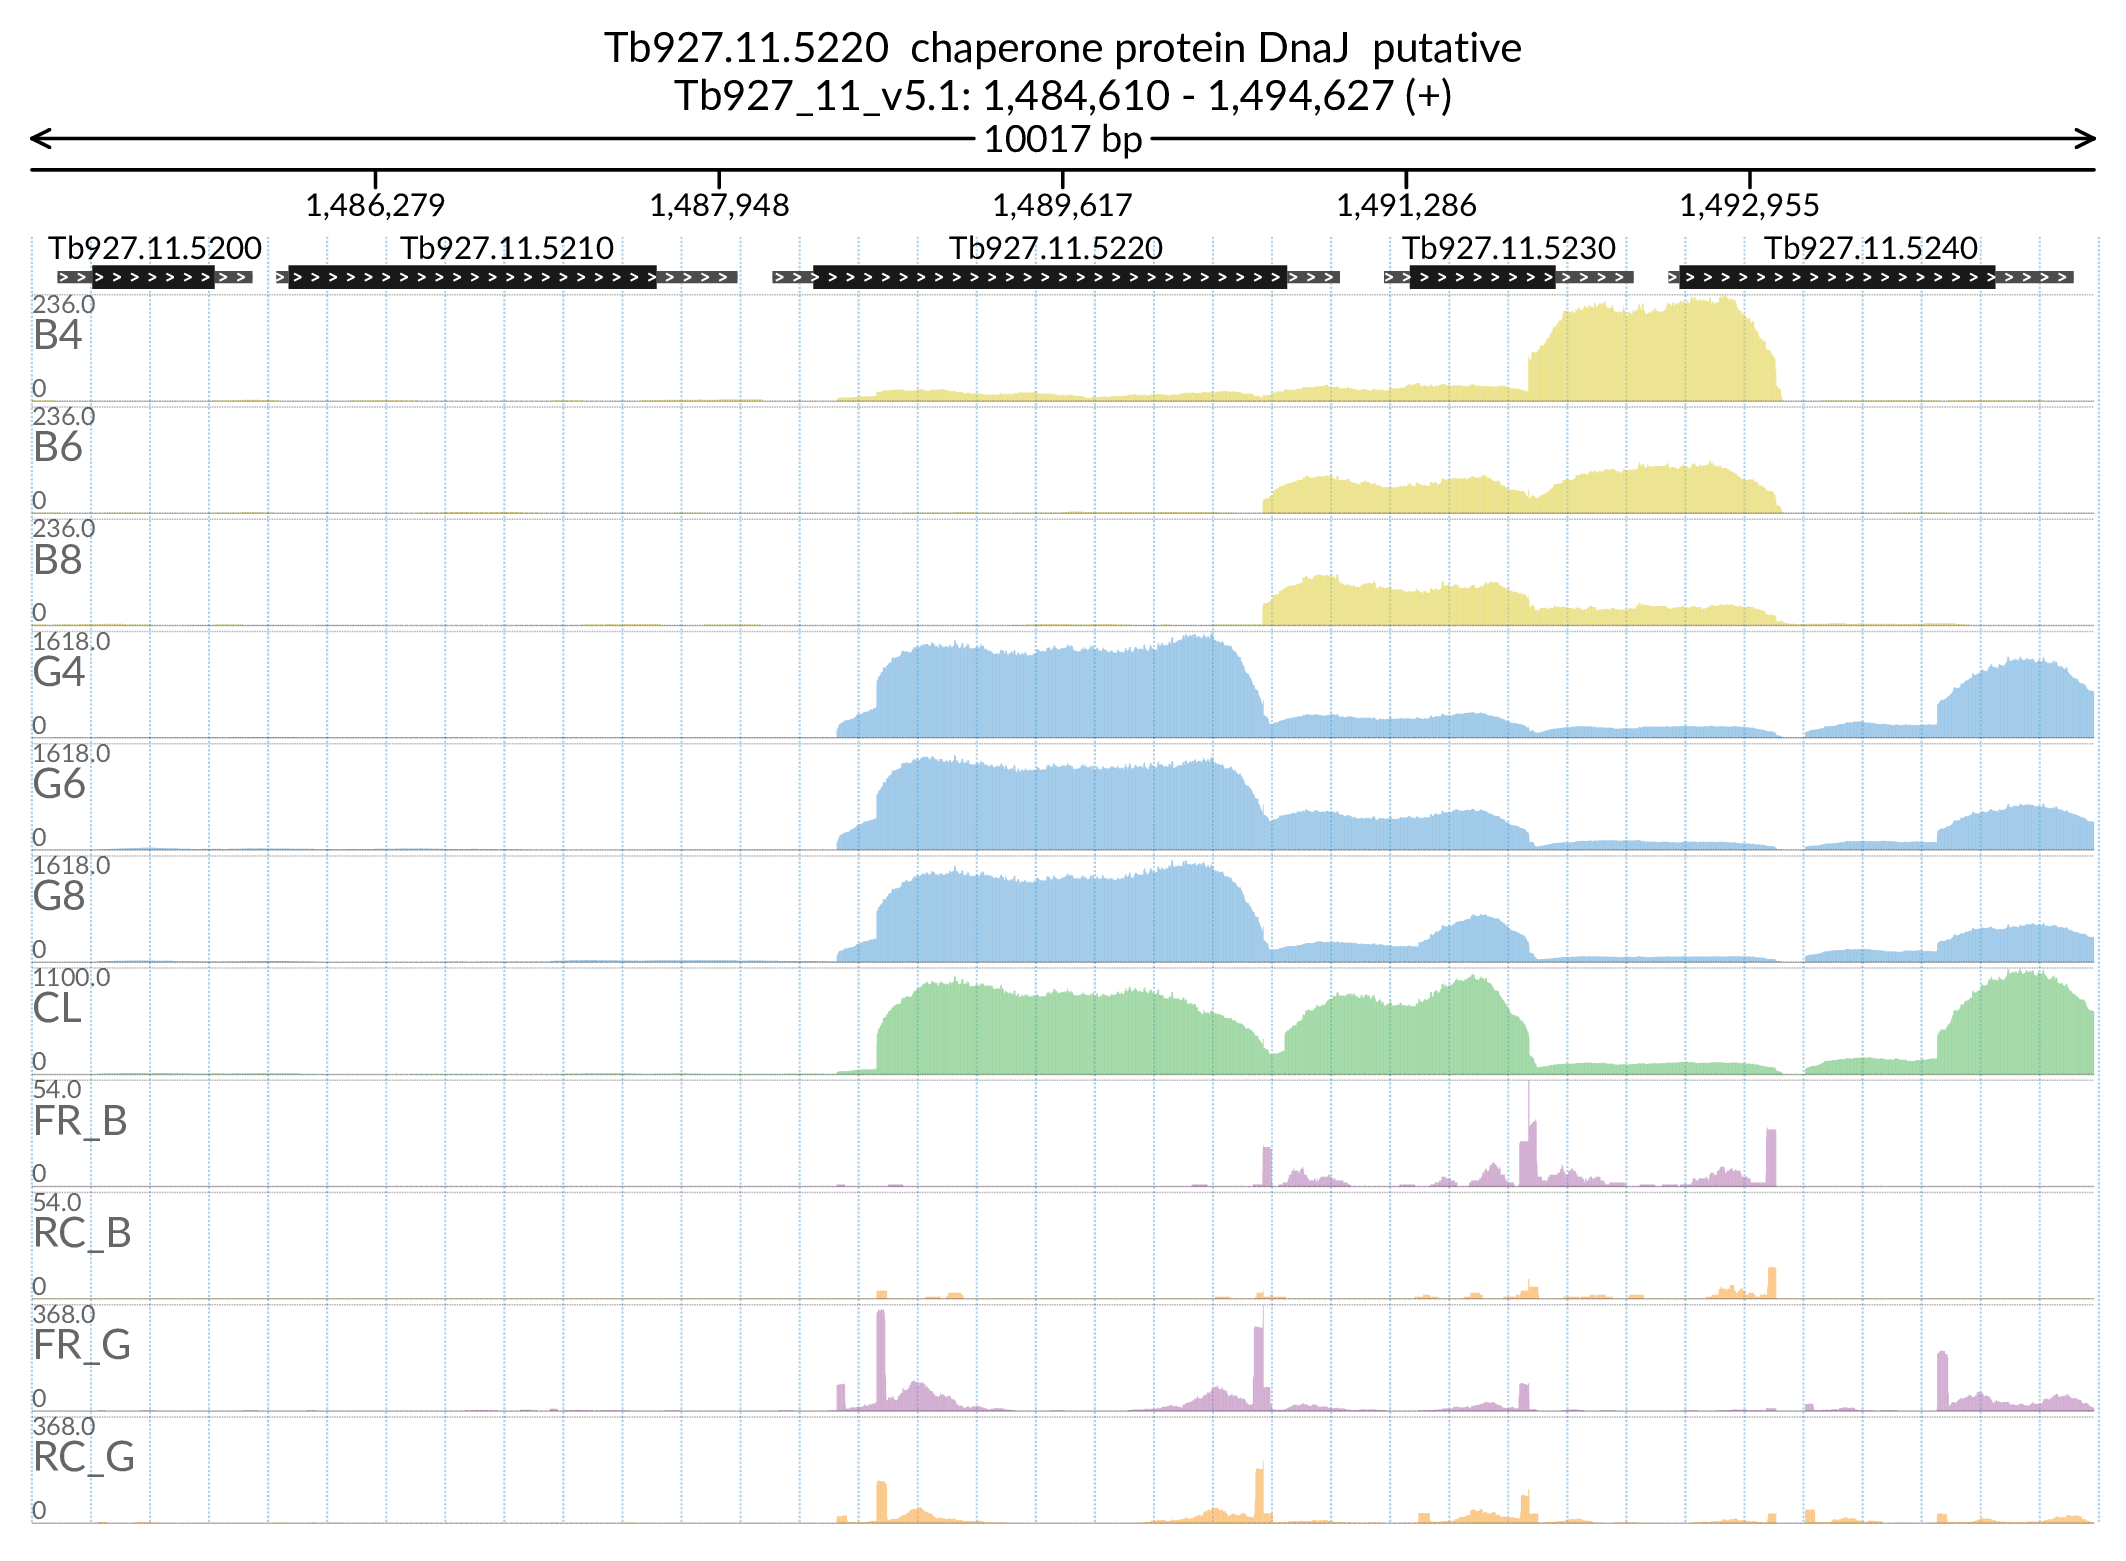 Tb927.11.5220  chaperone protein DnaJ  putative
Tb927_11_v5.1: 1,484,610 - 1,494,627 (+)
10017 bp
1,486,279 1,487,948 1,489,617 1,491,286 1,492,955
Tb927.11.5200 Tb927.11.5210 Tb927.11.5220 Tb927.11.5230 Tb927.11.5240
236.0
B4
0
236.0
B6
0
236.0
B8
0
1618.0
G4
0
1618.0
G6
0
1618.0
G8
0
1100.0
CL
0
54.0
FR_B
0
54.0
RC_B
0
368.0
FR_G
0
368.0
RC_G
0